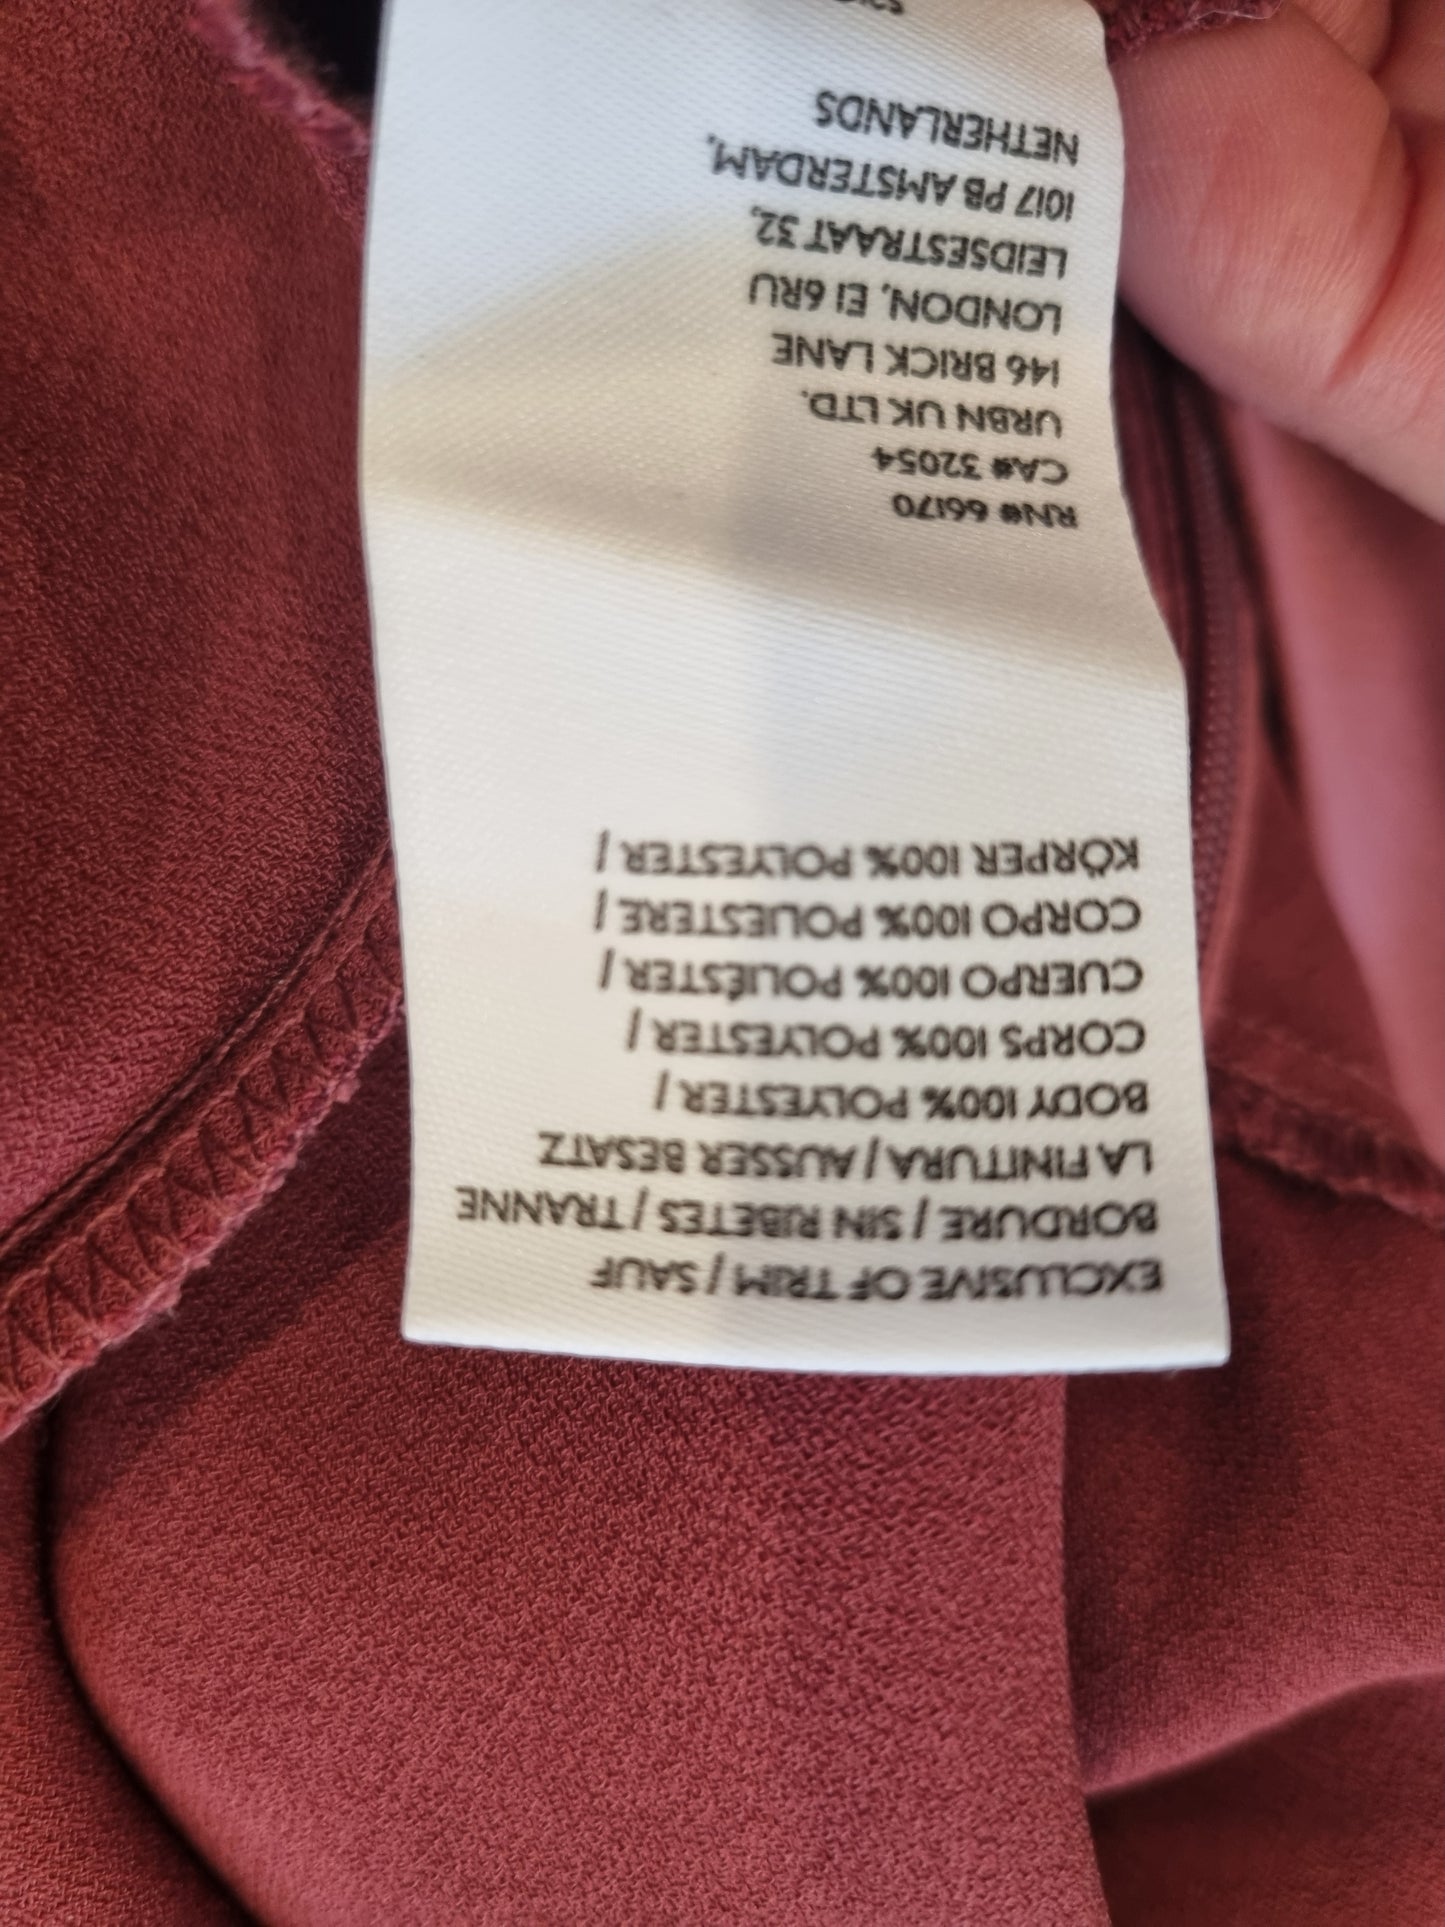 EXCLUSIVE OF TRIM / SAUF
BORDURE / SIN RIBETES / TRANNE
LA FINITURA / AUSSER BESATZ
BODY 100% POLYESTER /
CORPS 100% POLYESTER /
CUERPO 100% POLIÉSTER /
CORPO 100% POLIESTERE /
KÖRPER 100% POLYESTER /
RN# 66170
CA# 32054
URBN UK LTD.
146 BRICK LANE
LONDON, E1 6RU
LEIDSESTRAAT 32,
1017 PB AMSTERDAM,
NETHERLANDS